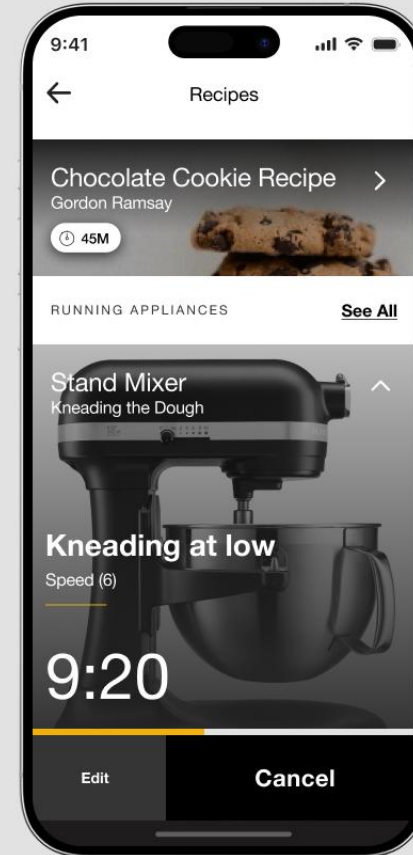 9:41
Recipes
Chocolate Cookie Recipe
Gordon Ramsay
45M
RUNNING APPLIANCES
See All
Stand Mixer
Kneading the Dough
Kneading at low
Speed (6)
9:20
Edit
Cancel